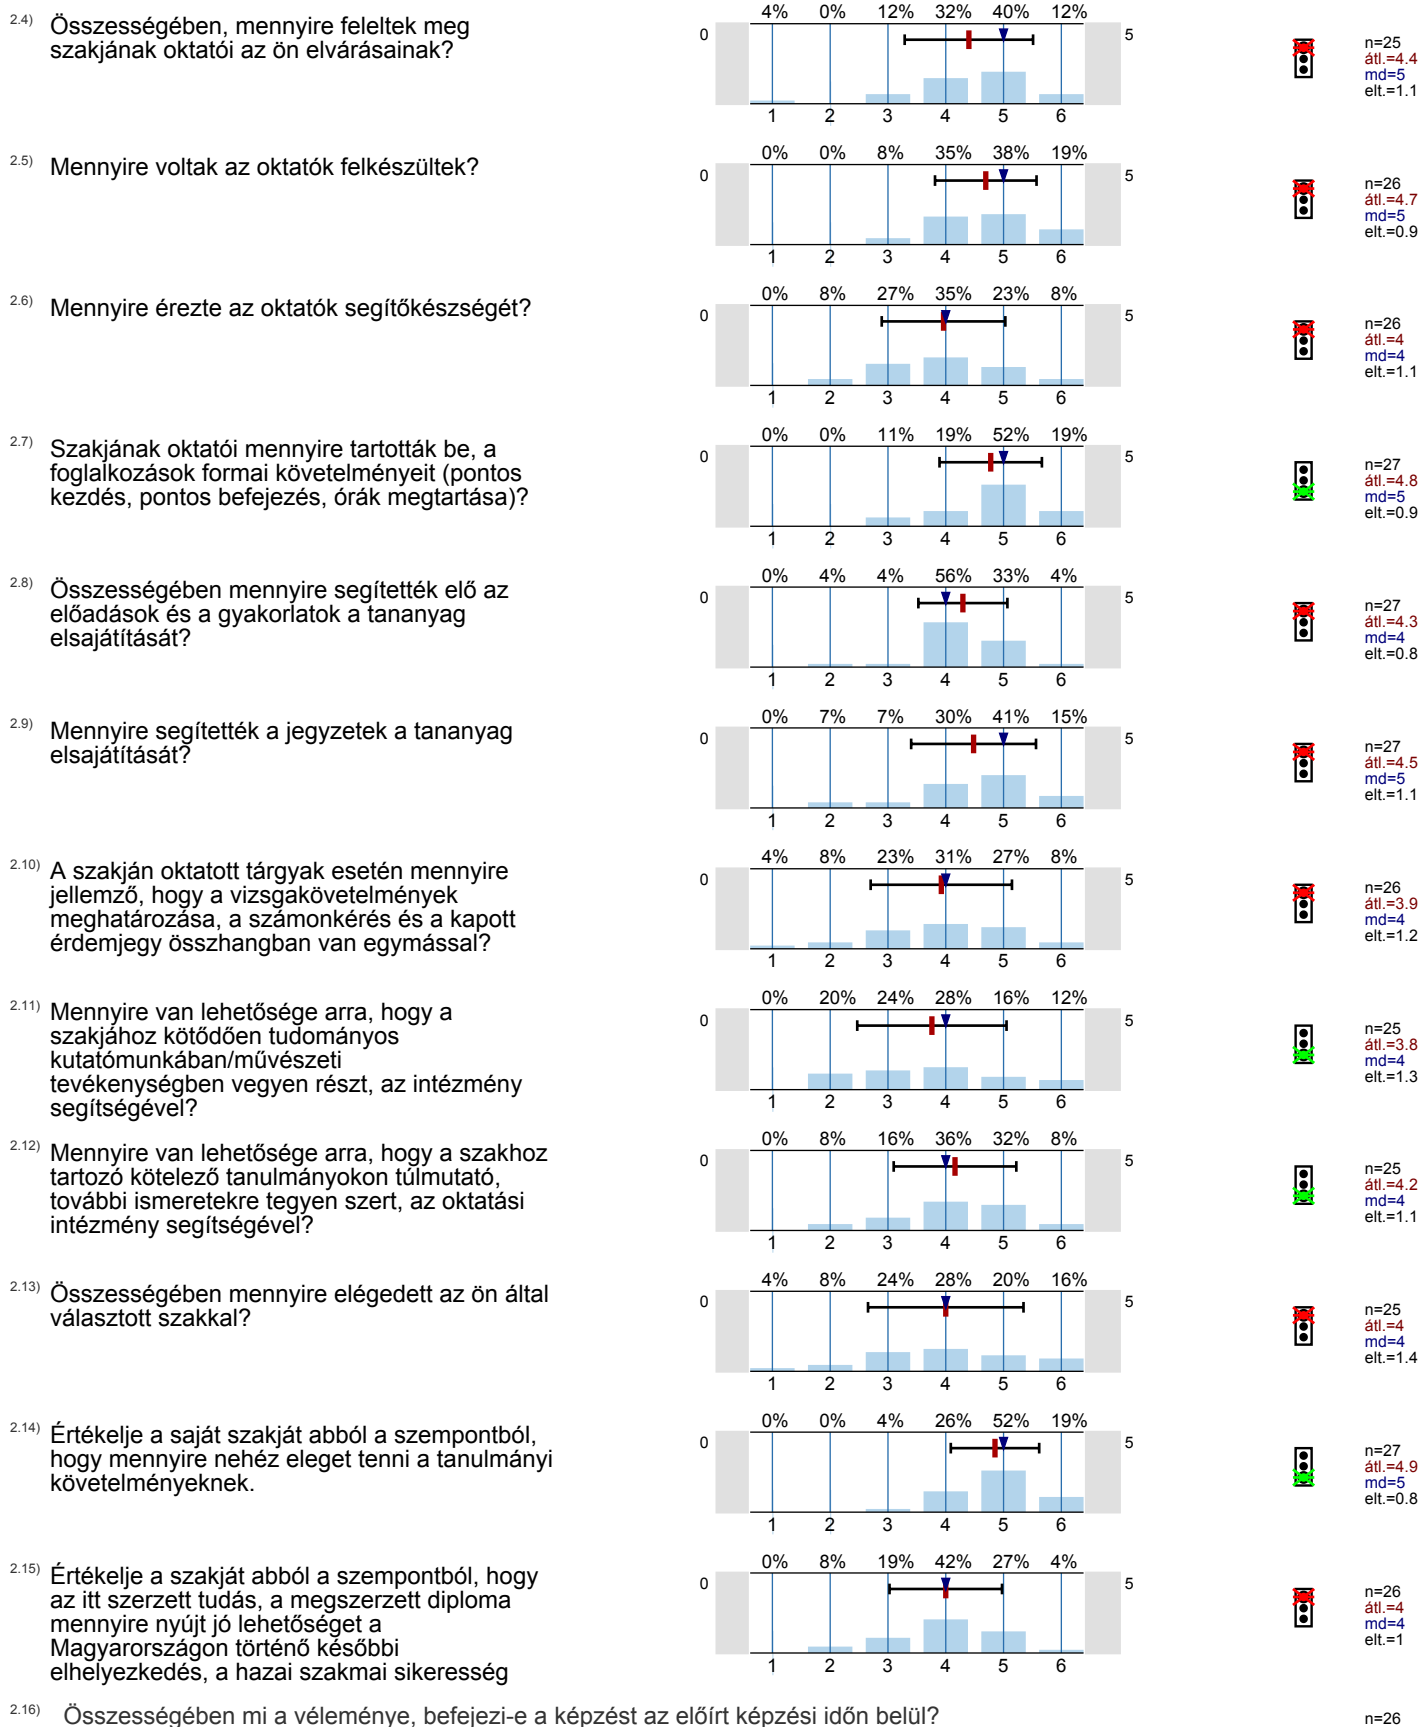 2.4) Összességében, mennyire feleltek meg
szakjának oktatói az ön elvárásainak?
4% 0% 12% 32% 40% 12%
0 5
1 2 3 4 5 6
n=25
átl.=4.4
md=5
elt.=1.1
2.5) Mennyire voltak az oktatók felkészültek?
0% 0% 8% 35% 38% 19%
0 5
1 2 3 4 5 6
n=26
átl.=4.7
md=5
elt.=0.9
2.6) Mennyire érezte az oktatók segítőkészségét?
0% 8% 27% 35% 23% 8%
0 5
1 2 3 4 5 6
n=26
átl.=4
md=4
elt.=1.1
2.7) Szakjának oktatói mennyire tartották be, a
foglalkozások formai követelményeit (pontos
kezdés, pontos befejezés, órák megtartása)?
0% 0% 11% 19% 52% 19%
0 5
1 2 3 4 5 6
n=27
átl.=4.8
md=5
elt.=0.9
2.8) Összességében mennyire segítették elő az
előadások és a gyakorlatok a tananyag
elsajátítását?
0% 4% 4% 56% 33% 4%
0 5
1 2 3 4 5 6
n=27
átl.=4.3
md=4
elt.=0.8
2.9) Mennyire segítették a jegyzetek a tananyag
elsajátítását?
0% 7% 7% 30% 41% 15%
0 5
1 2 3 4 5 6
n=27
átl.=4.5
md=5
elt.=1.1
2.10) A szakján oktatott tárgyak esetén mennyire
jellemző, hogy a vizsgakövetelmények
meghatározása, a számonkérés és a kapott
érdemjegy összhangban van egymással?
4% 8% 23% 31% 27% 8%
0 5
1 2 3 4 5 6
n=26
átl.=3.9
md=4
elt.=1.2
2.11) Mennyire van lehetősége arra, hogy a
szakjához kötődően tudományos
kutatómunkában/művészeti
tevékenységben vegyen részt, az intézmény
segítségével?
0% 20% 24% 28% 16% 12%
0 5
1 2 3 4 5 6
n=25
átl.=3.8
md=4
elt.=1.3
2.12) Mennyire van lehetősége arra, hogy a szakhoz
tartozó kötelező tanulmányokon túlmutató,
további ismeretekre tegyen szert, az oktatási
intézmény segítségével?
0% 8% 16% 36% 32% 8%
0 5
1 2 3 4 5 6
n=25
átl.=4.2
md=4
elt.=1.1
2.13) Összességében mennyire elégedett az ön által
választott szakkal?
4% 8% 24% 28% 20% 16%
0 5
1 2 3 4 5 6
n=25
átl.=4
md=4
elt.=1.4
2.14) Értékelje a saját szakját abból a szempontból,
hogy mennyire nehéz eleget tenni a tanulmányi
követelményeknek.
0% 0% 4% 26% 52% 19%
0 5
1 2 3 4 5 6
n=27
átl.=4.9
md=5
elt.=0.8
2.15) Értékelje a szakját abból a szempontból, hogy
az itt szerzett tudás, a megszerzett diploma
mennyire nyújt jó lehetőséget a
Magyarországon történő későbbi
elhelyezkedés, a hazai szakmai sikeresség
0% 8% 19% 42% 27% 4%
0 5
1 2 3 4 5 6
n=26
átl.=4
md=4
elt.=1
2.16) Összességében mi a véleménye, befejezi-e a képzést az előírt képzési időn belül?
n=26